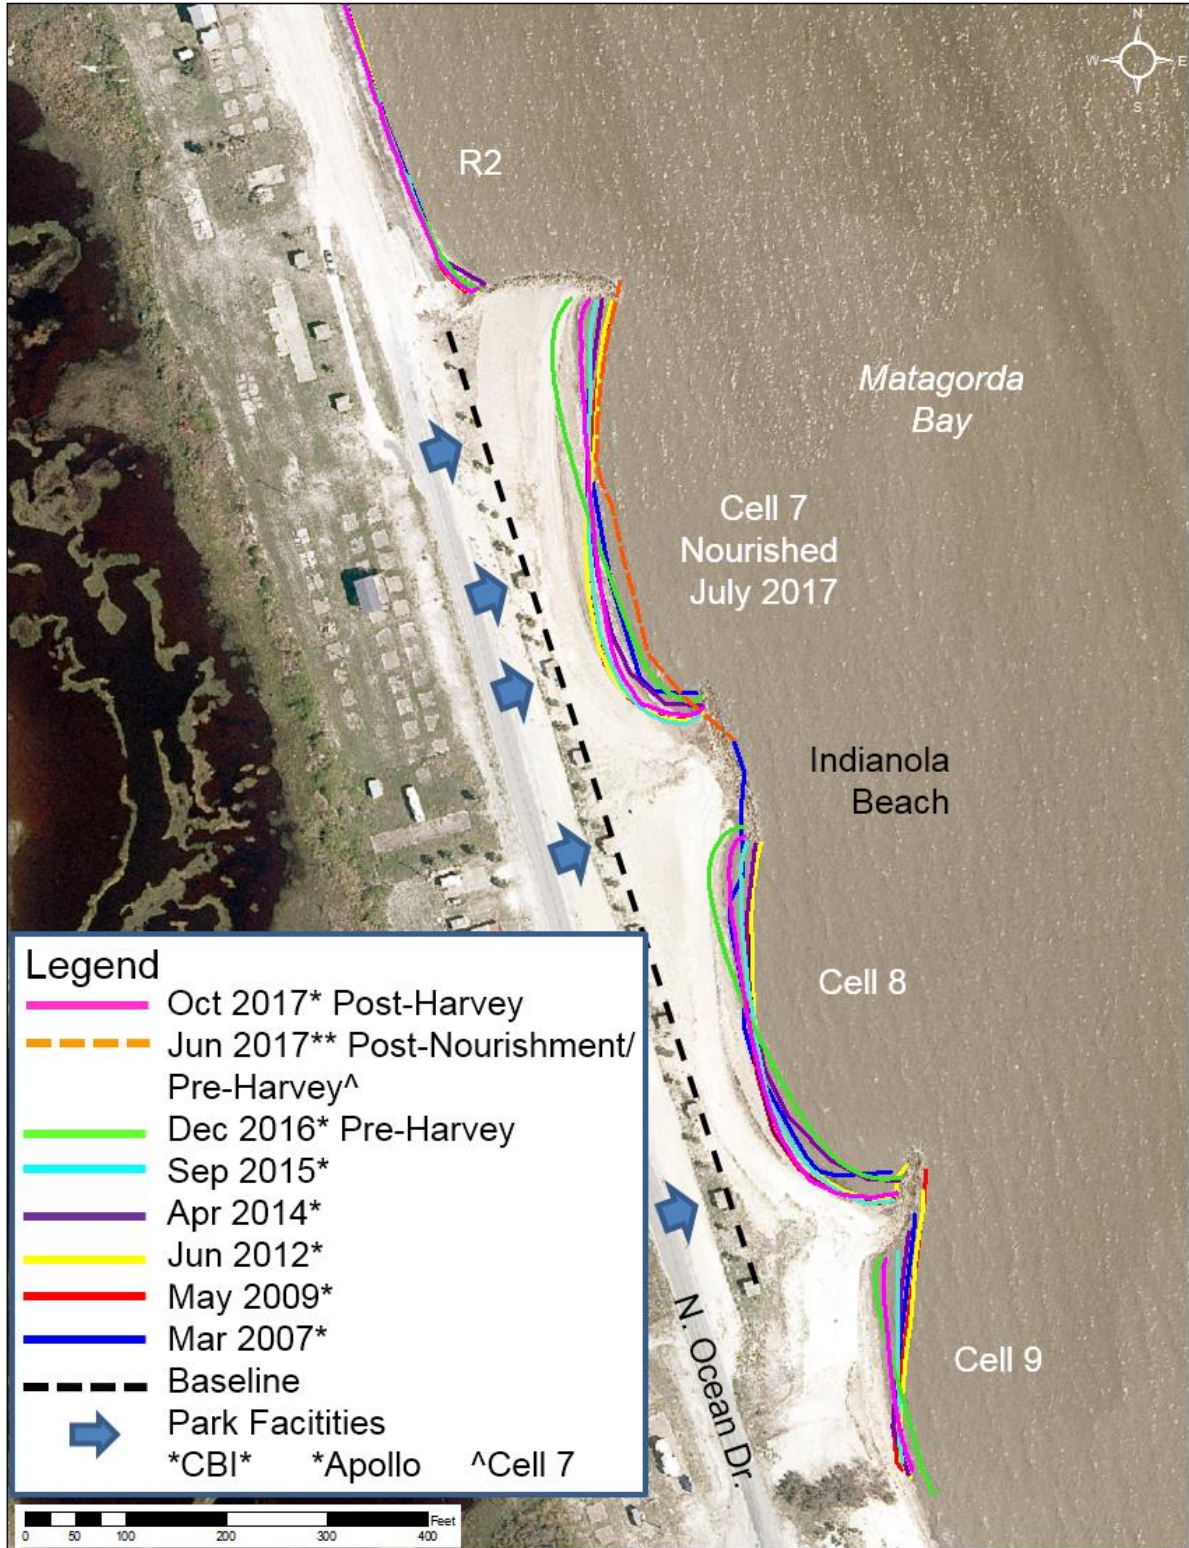 N
W
E
S
R2
Matagorda
Bay
Cell 7
Nourished
July 2017
Indianola
Beach
Cell 8
Cell 9
N. Ocean Dr.
Legend
Oct 2017* Post-Harvey
Jun 2017** Post-Nourishment/
Pre-Harvey^
Dec 2016* Pre-Harvey
Sep 2015*
Apr 2014*
Jun 2012*
May 2009*
Mar 2007*
Baseline
Park Facitities
*CBI* *Apollo ^Cell 7
Feet
0 50 100 200 300 400